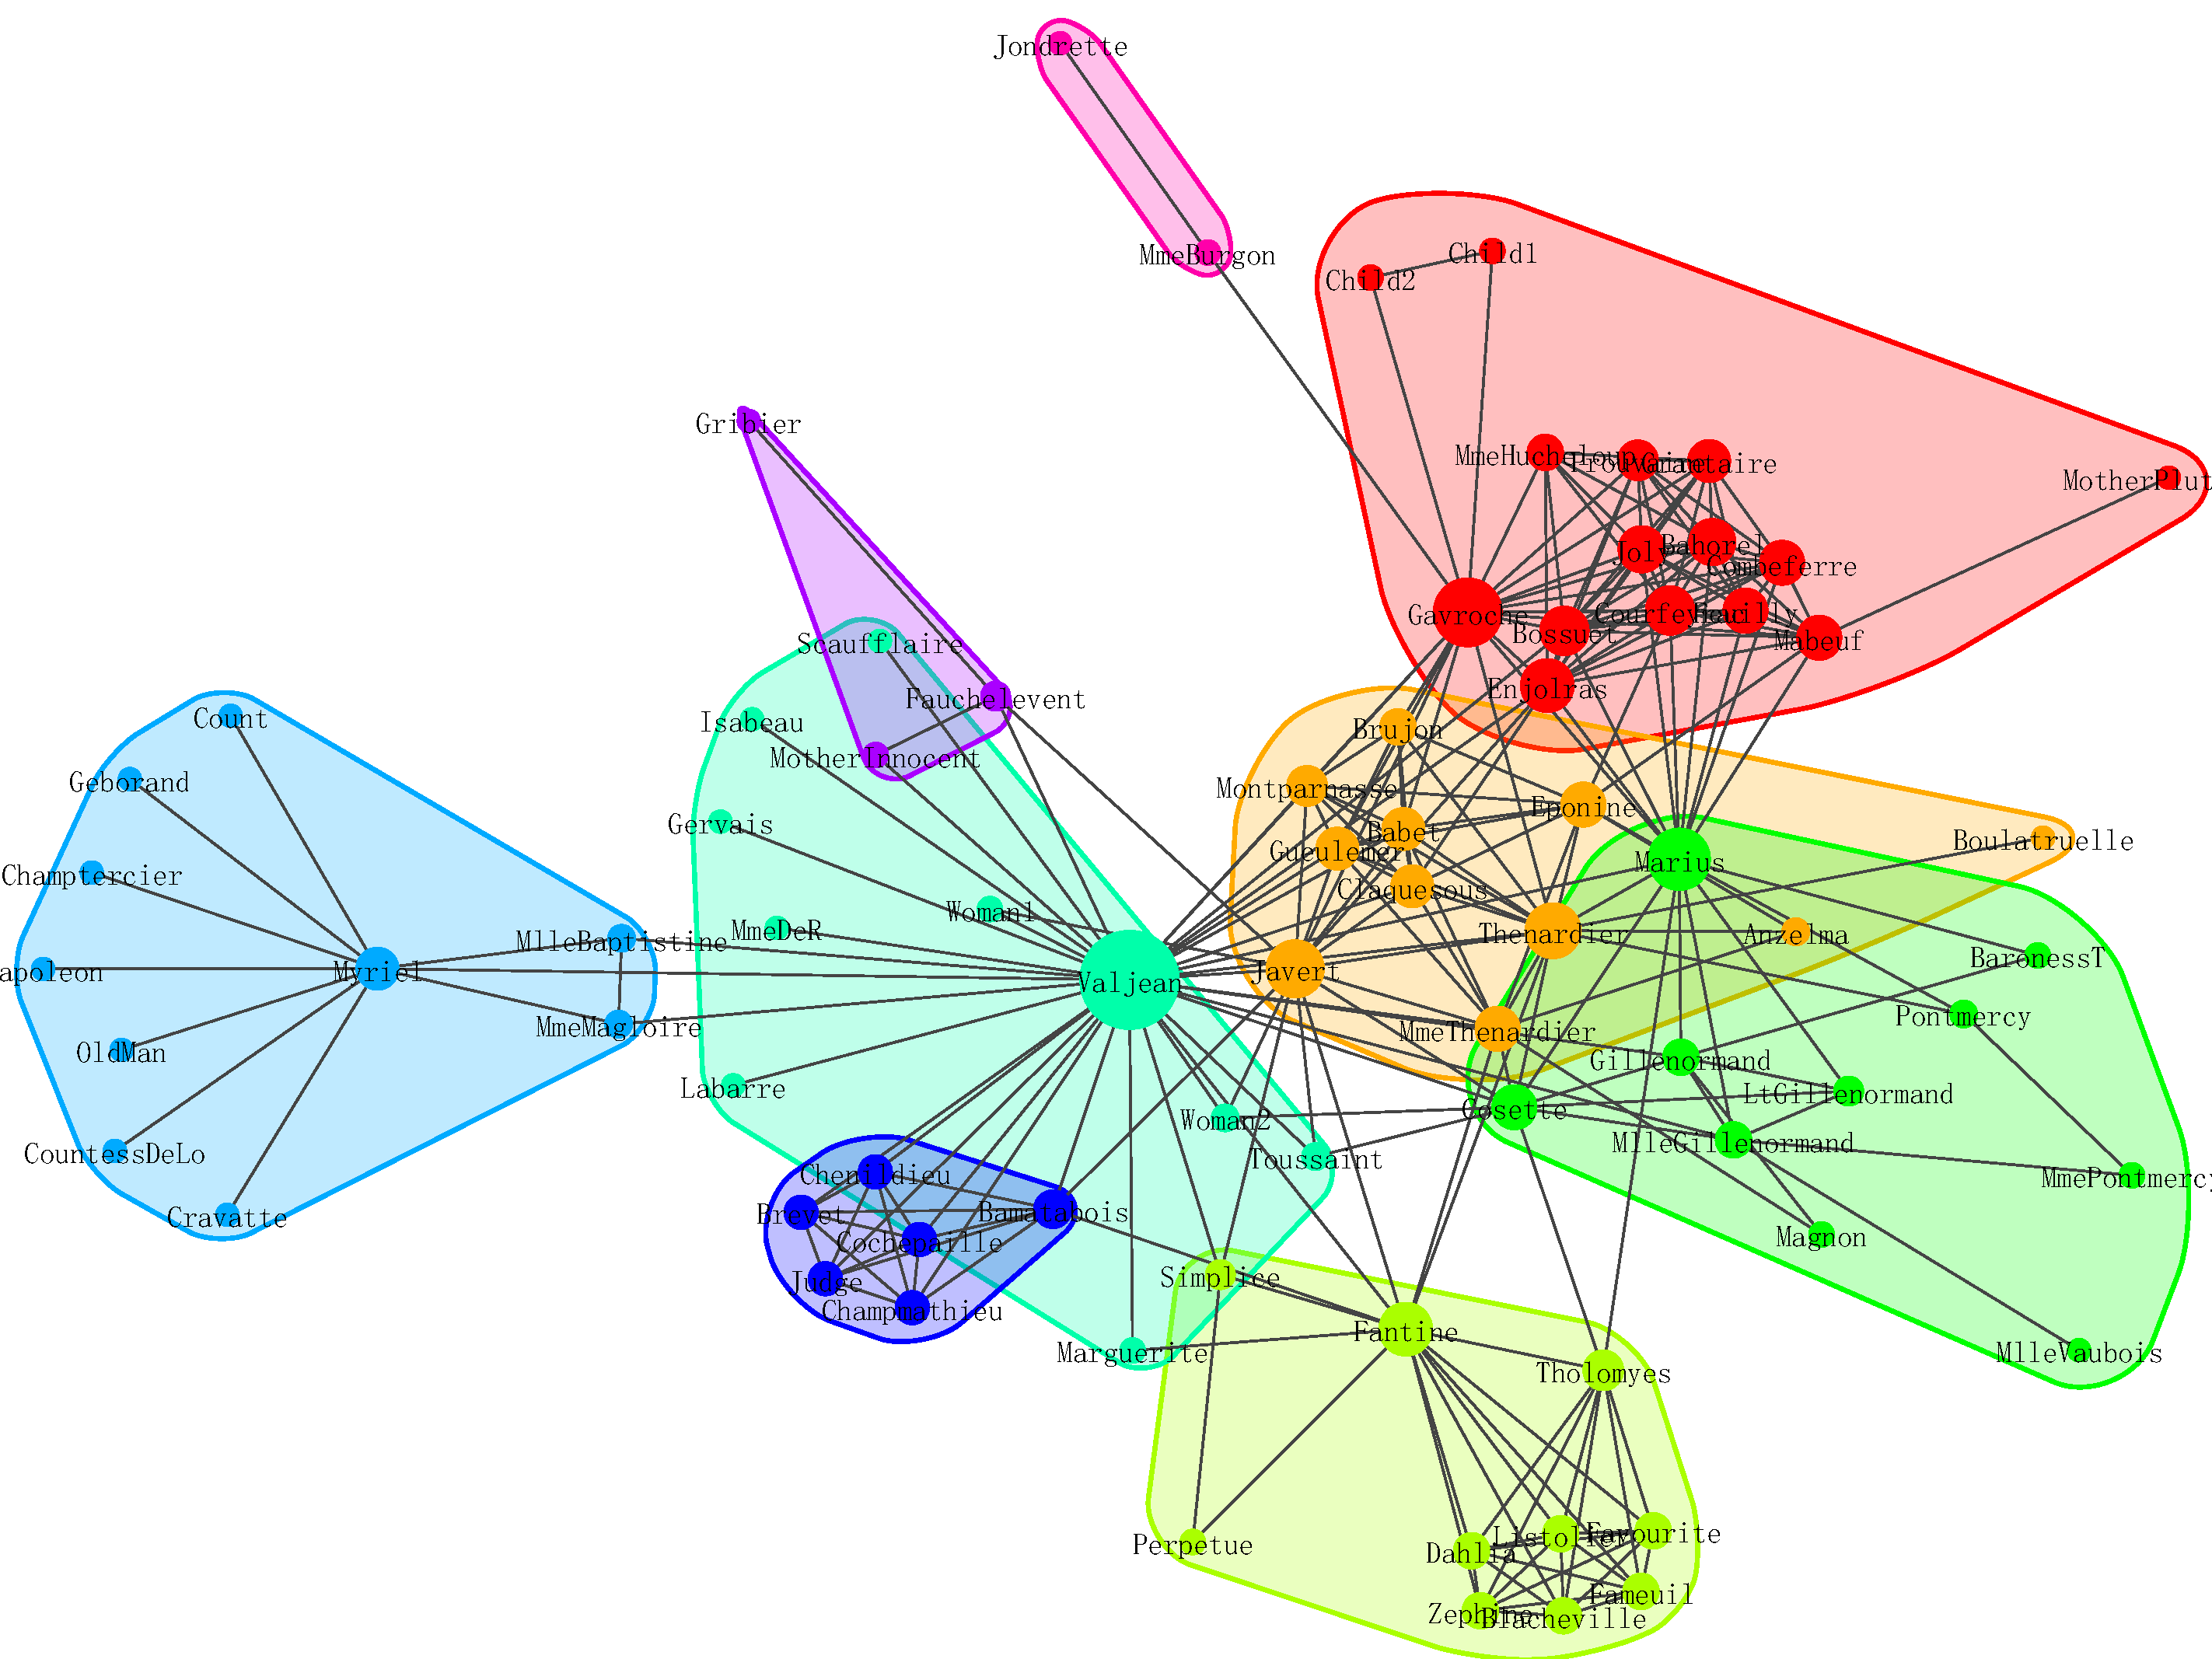 Jondrette
MmeBurgon
Child1
Child2
Gribier
MmeHucheloup
Grantaire
MotherPlut
Joly
Bahorel
Combeferre
Gavroche
Bossuet
Mabeuf
Scaufflaire
Fauchelevent
Enjolras
Count
Isabeau
Brujon
MotherInnocent
Geborand
Montparnasse
Eponine
Gervais
Babet
Boulatruelle
Gueulemer
Marius
Champtercier
Claquesous
Woman1
MmeDeR
Thenardier
Anzelma
MlleBaptistine
BaronessT
apoleon
Myriel
Valjean
Javert
Pontmercy
MmeMagloire
MmeThenardier
OldMan
Gillenormand
Labarre
LtGillenormand
Cosette
Woman2
MlleGillenormand
CountessDeLo
Toussaint
Chenildieu
MmePontmercy
Cravatte
Brevet
Bamatabois
Magnon
Cochepaille
Judge
Simplice
Champmathieu
Fantine
Marguerite
MlleVaubois
Tholomyes
Favourite
Perpetue
Dahlia
Listolier
Fameuil
Zephine
Blacheville